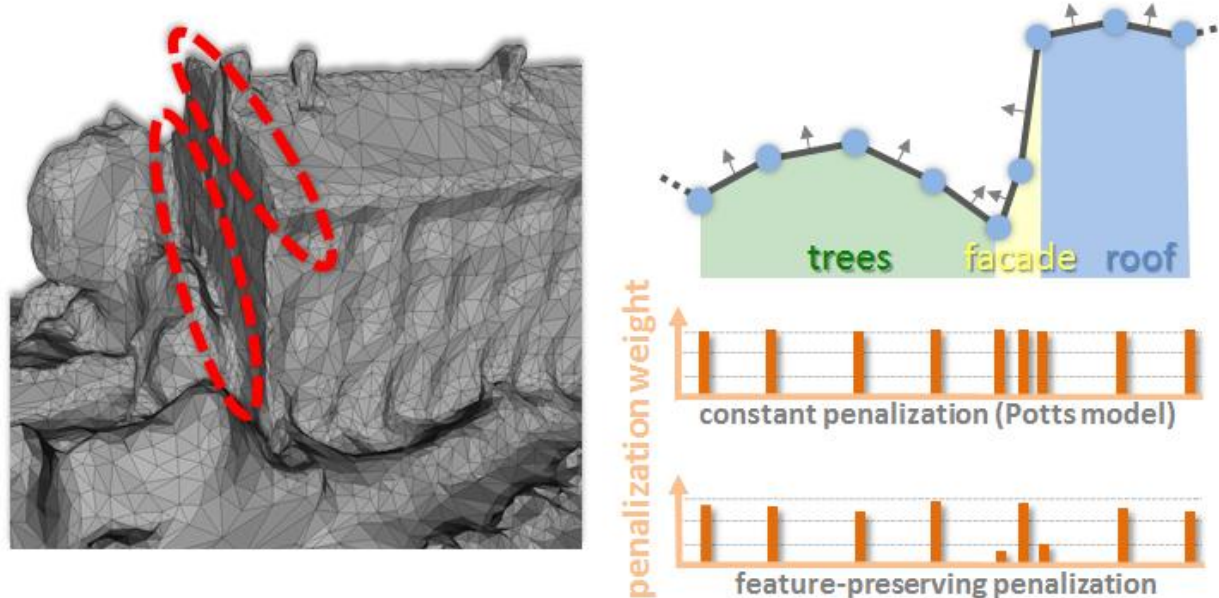 trees facade roof
penalization weight
constant penalization (Potts model)
feature-preserving penalization